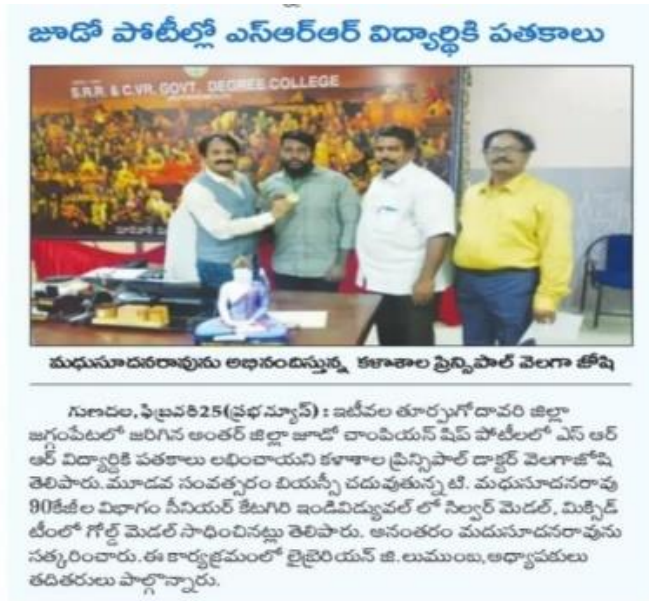 జూడో పోటీల్లో ఎస్ఆర్ఆర్ విద్యార్థికి పతకాలు
S.R.R. & C.VR. GOVT. DEGREE COLLEGE
మధుసూదనరావును అభినందిస్తున్న కళాశాల ప్రిన్సిపాల్ వెలగా జోషి
గుణదల, ఫిబ్రవరి25(ప్రభన్యూస్) : ఇటీవల తూర్పుగోదావరి జిల్లా
జగ్గంపేటలో జరిగిన అంతర్ జిల్లా జూడో చాంపియన్ షిప్ పోటీలలో ఎస్ ఆర్
ఆర్ విద్యార్థికి పతకాలు లభించాయని కళాశాల ప్రిన్సిపాల్ డాక్టర్ వెలగాజోషి
తెలిపారు. మూడవ సంవత్సరం బియస్సీ చదువుతున్న టి. మధుసూదనరావు
90కేజీల విభాగం సీనియర్ కేటగిరి ఇండివిడ్యువల్ లో సిల్వర్ మెడల్, మిక్సిడ్
టీంలో గోల్డ్ మెడల్ సాధించినట్లు తెలిపారు. అనంతరం మదుసూదనరావును
సత్కరించారు. ఈ కార్యక్రమంలో లైబ్రెరియన్ జి.లుముంబ,అధ్యాపకులు
తదితరులు పాల్గొన్నారు.